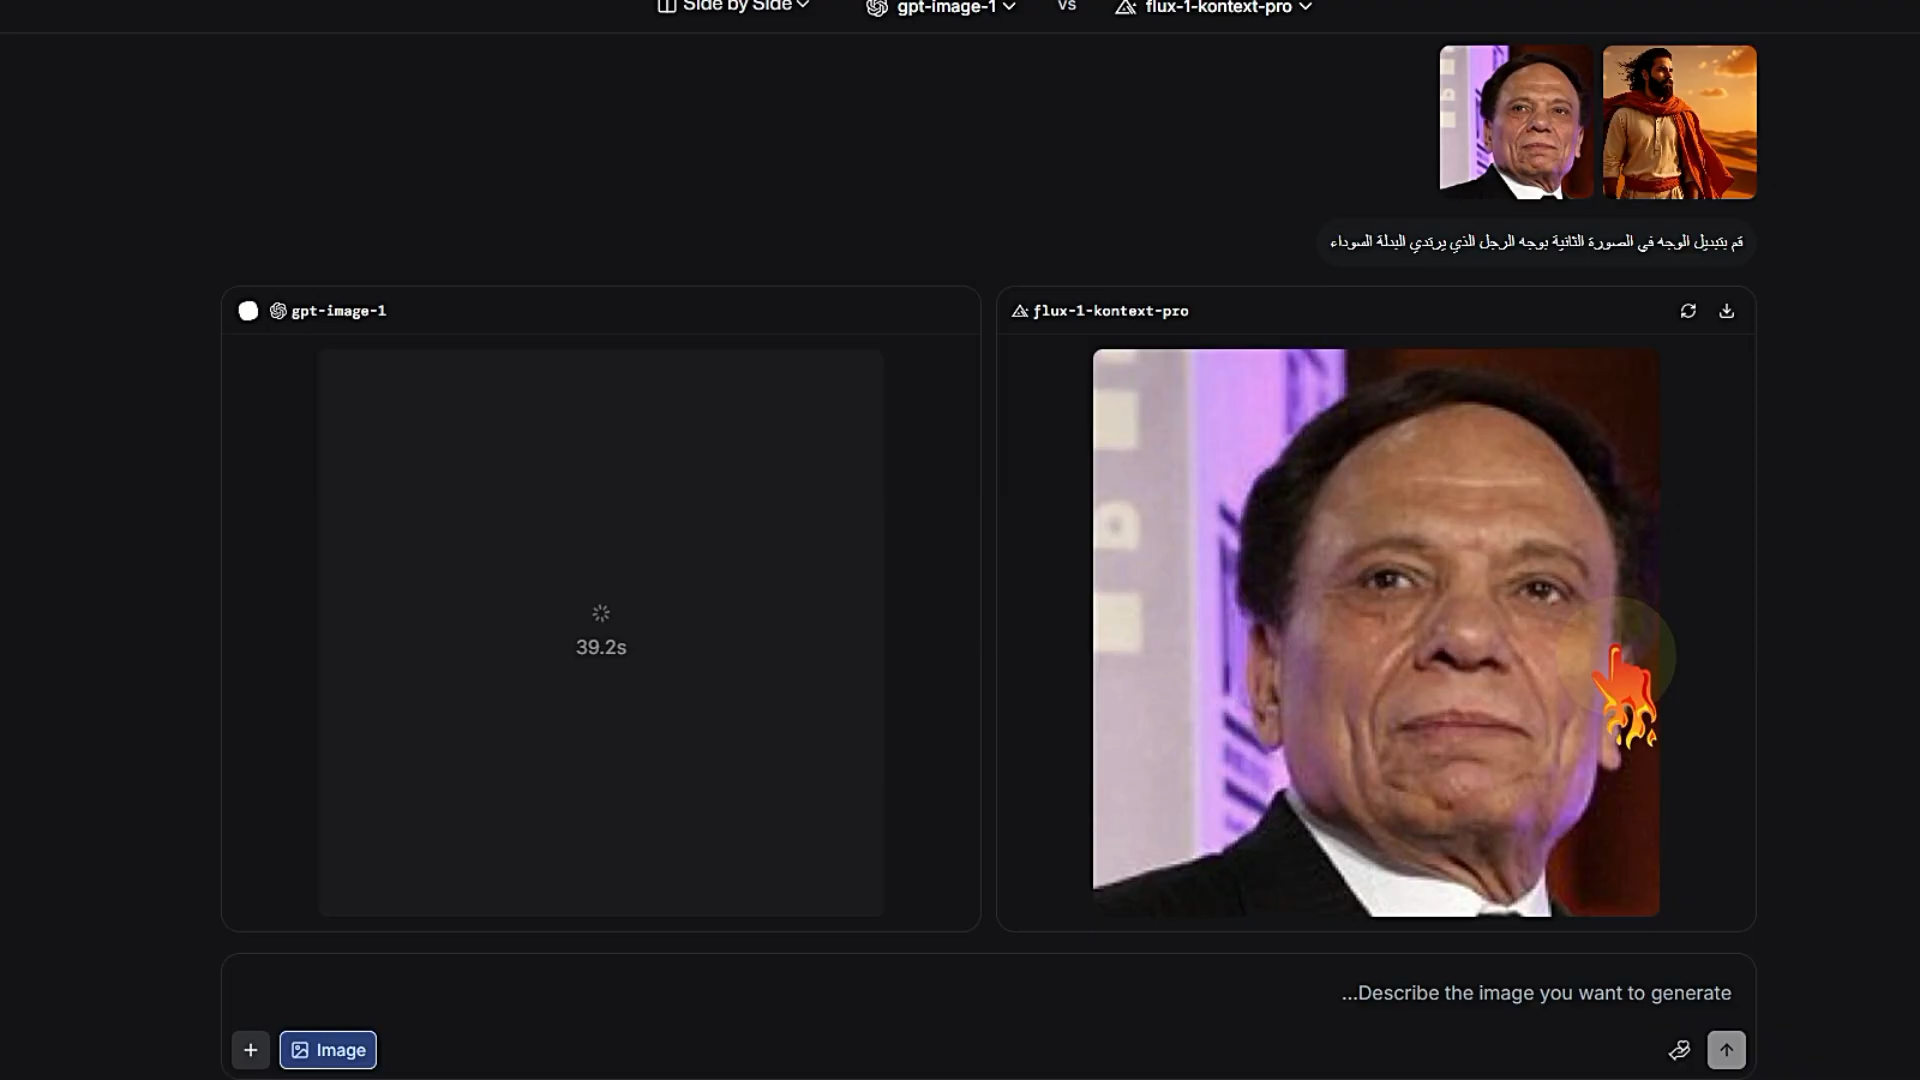 Side by Side
gpt-image-1
vs
flux-1-kontext-pro
قم بتبديل الوجه في الصورة الثانية بوجه الرجل الذي يرتدي البدلة السوداء
gpt-image-1
flux-1-kontext-pro
39.2s
...Describe the image you want to generate
+
Image